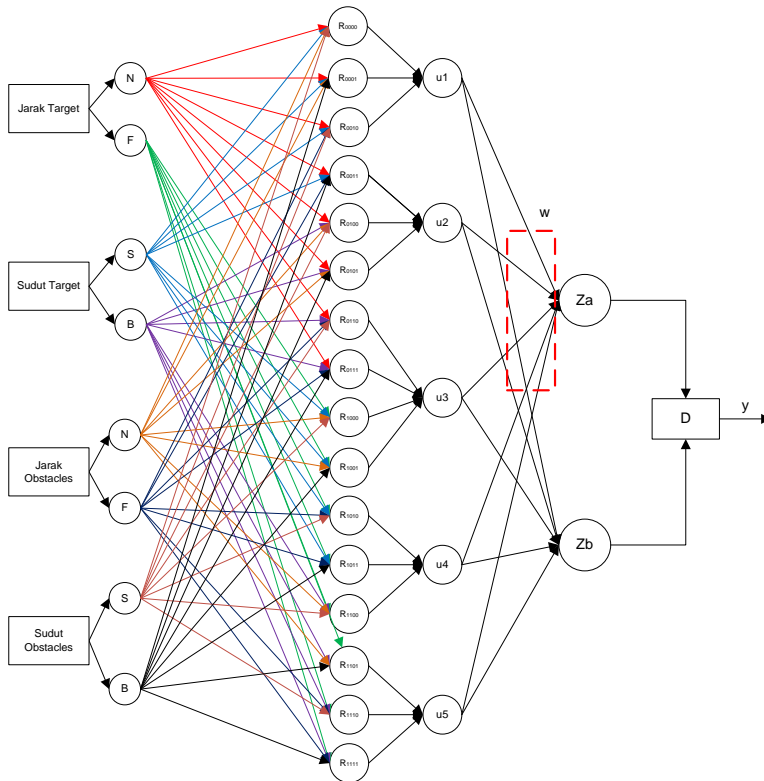 Jarak Target
N
F
Sudut Target
S
B
Jarak
Obstacles
N
F
Sudut
Obstacles
S
B
R0000
R0001
R0010
R0011
R0100
R0101
R0110
R0111
R1000
R1001
R1010
R1011
R1100
R1101
R1110
R1111
u1
u2
u3
u4
u5
w
Za
Zb
D
y